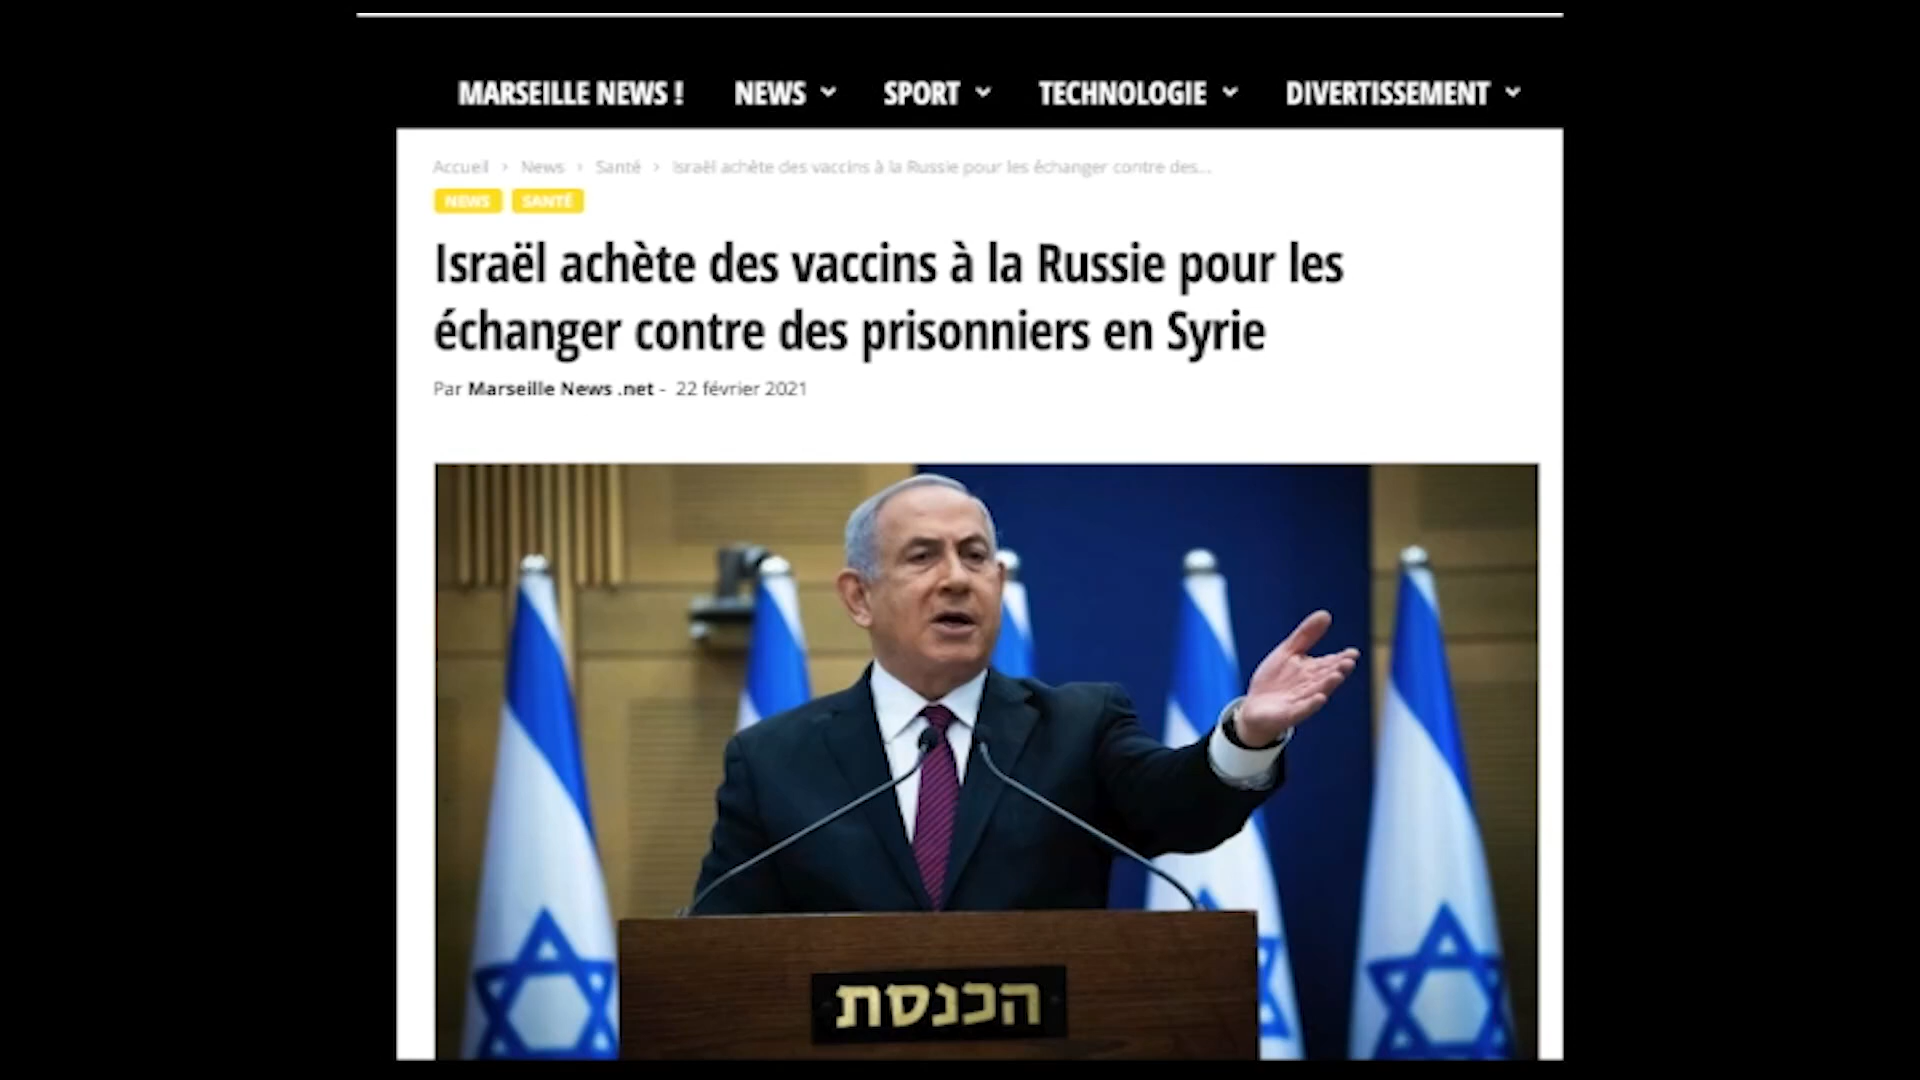 MARSEILLE NEWS ! NEWS SPORT TECHNOLOGIE DIVERTISSEMENT
Accueil › News › Santé › Israël achète des vaccins à la Russie pour les échanger contre des...
NEWS SANTÉ
Israël achète des vaccins à la Russie pour les
échanger contre des prisonniers en Syrie
Par Marseille News .net - 22 février 2021
הכנסת